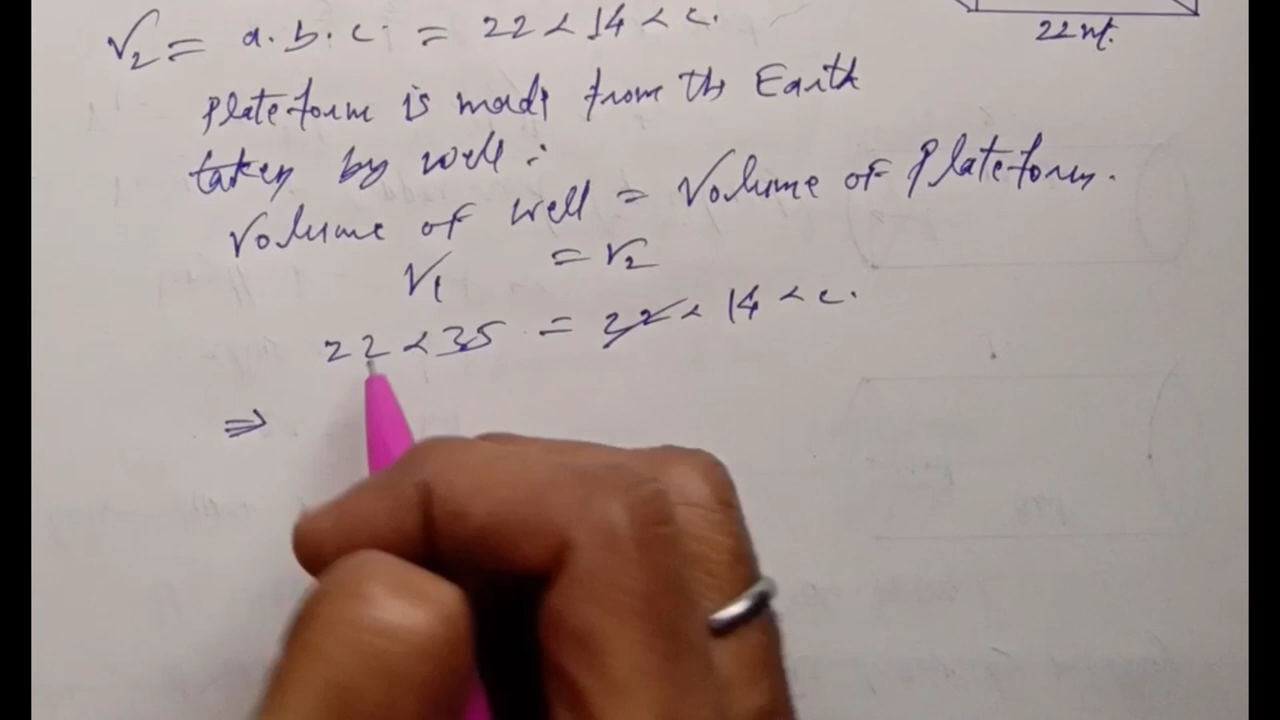 V₂ = a.b.c. = 22 × 14 × c.
22 mt.
Plateform is made from the Earth
taken by well :
Volume of well = Volume of Plateform.
V₁ = V₂
22 × 35 = 22 × 14 × c.
⇒